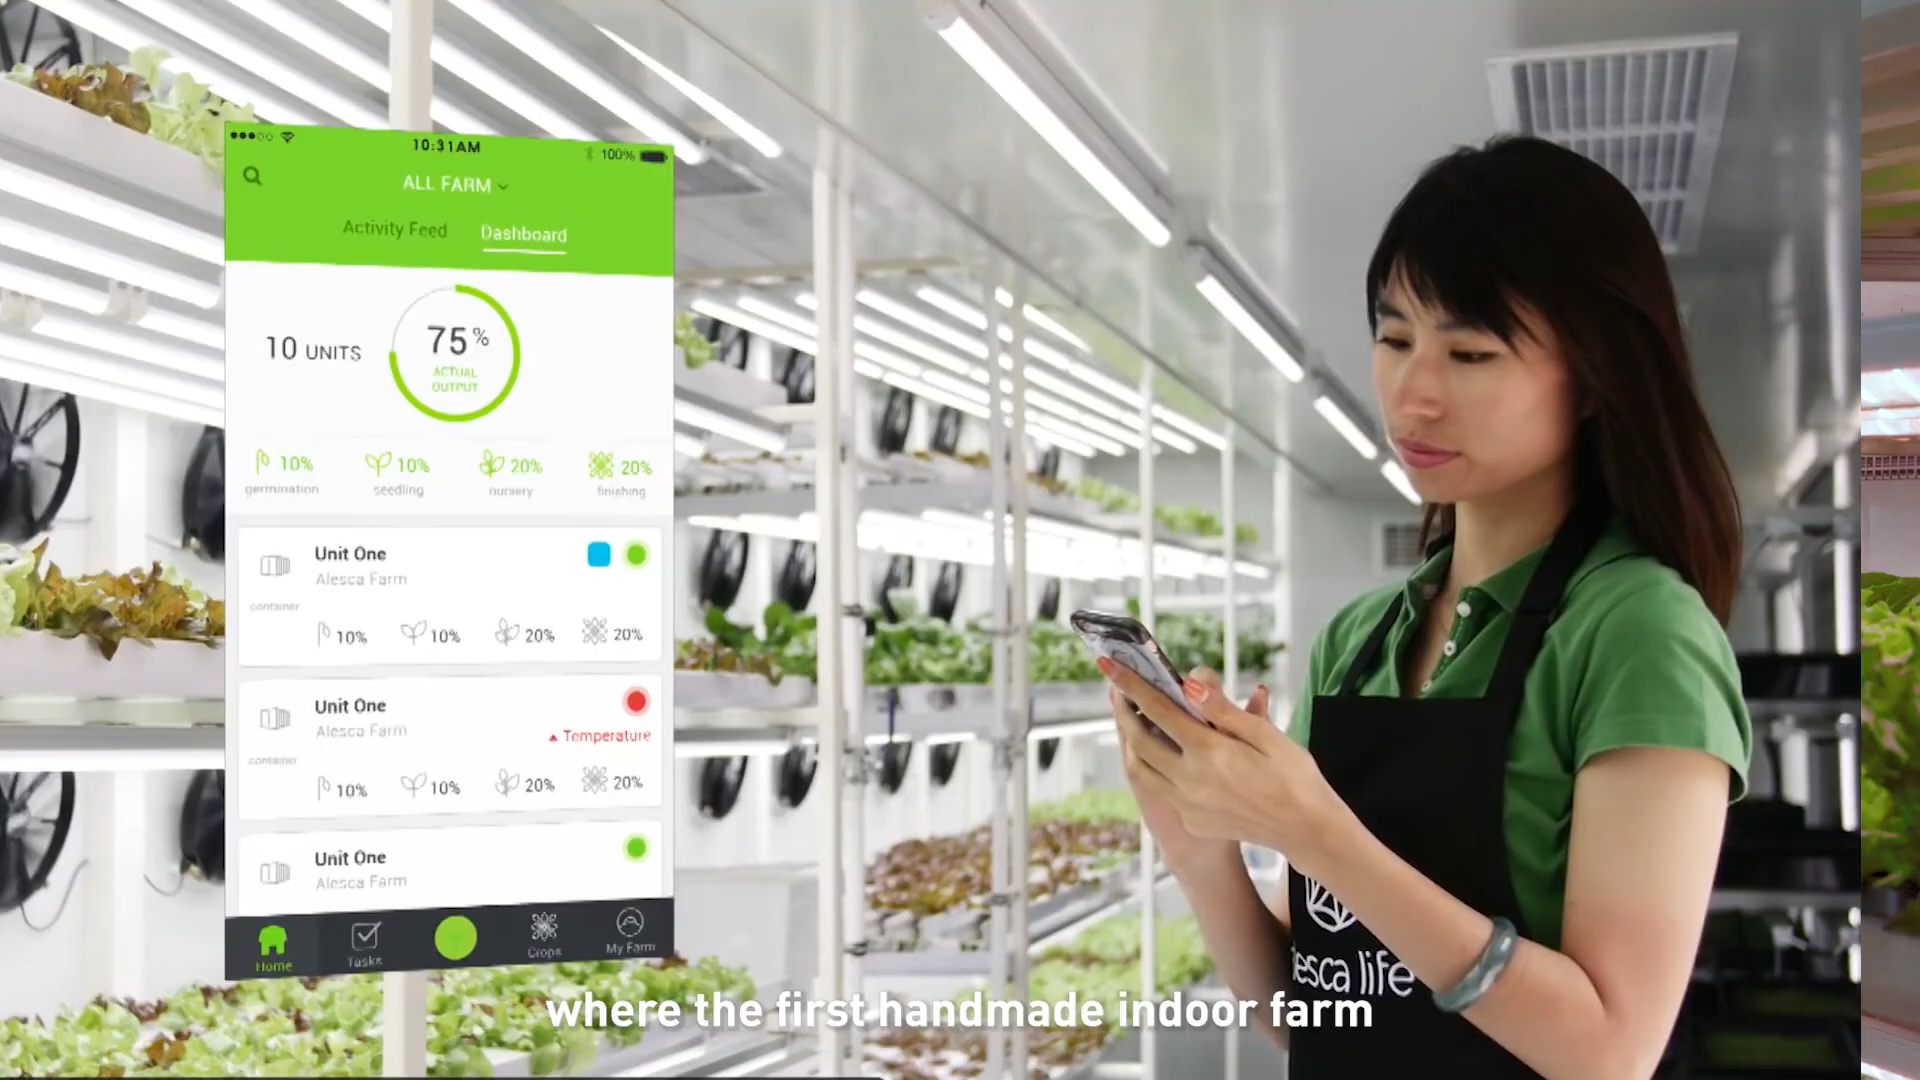 10:31AM
100%
ALL FARM
Activity Feed
Dashboard
10 UNITS
75%
ACTUAL
OUTPUT
10%
germination
10%
seedling
20%
nursery
20%
finishing
Unit One
Alesca Farm
container
10%
10%
20%
20%
Unit One
Alesca Farm
Temperature
container
10%
10%
20%
20%
Unit One
Alesca Farm
Home
Tasks
Crops
My Farm
lesca life
where the first handmade indoor farm